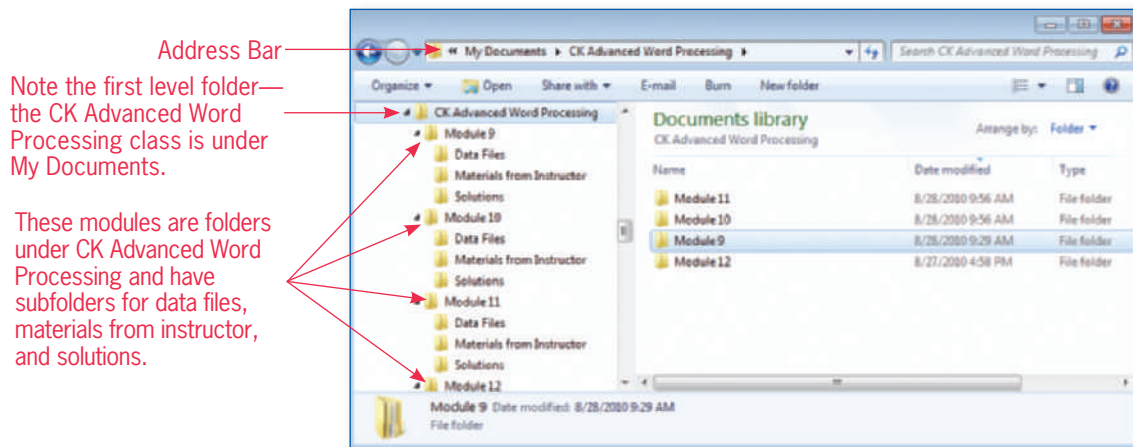 Address Bar
Note the first level folder—
the CK Advanced Word
Processing class is under
My Documents.
These modules are folders
under CK Advanced Word
Processing and have
subfolders for data files,
materials from instructor,
and solutions.
« My Documents CK Advanced Word Processing
Search CK Advanced Word Processing
Organize Open Share with E-mail Burn New folder
CK Advanced Word Processing
Module 9
Data Files
Materials from Instructor
Solutions
Module 10
Data Files
Materials from Instructor
Solutions
Module 11
Data Files
Materials from Instructor
Solutions
Module 12
Documents library
CK Advanced Word Processing
Arrange by: Folder
Name Date modified Type
Module 11 8/28/2010 9:56 AM File folder
Module 10 8/28/2010 9:56 AM File folder
Module 9 8/28/2010 9:29 AM File folder
Module 12 8/27/2010 4:58 PM File folder
Module 9 Date modified: 8/28/2010 9:29 AM
File folder